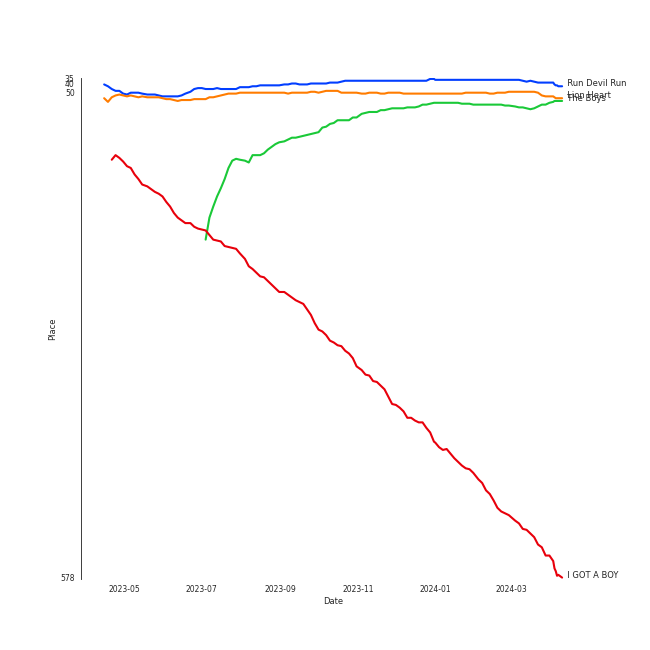 35
40
50
578
Place
2023-05
2023-07
2023-09
2023-11
2024-01
2024-03
Date
Run Devil Run
Lion Heart
The Boys
I GOT A BOY